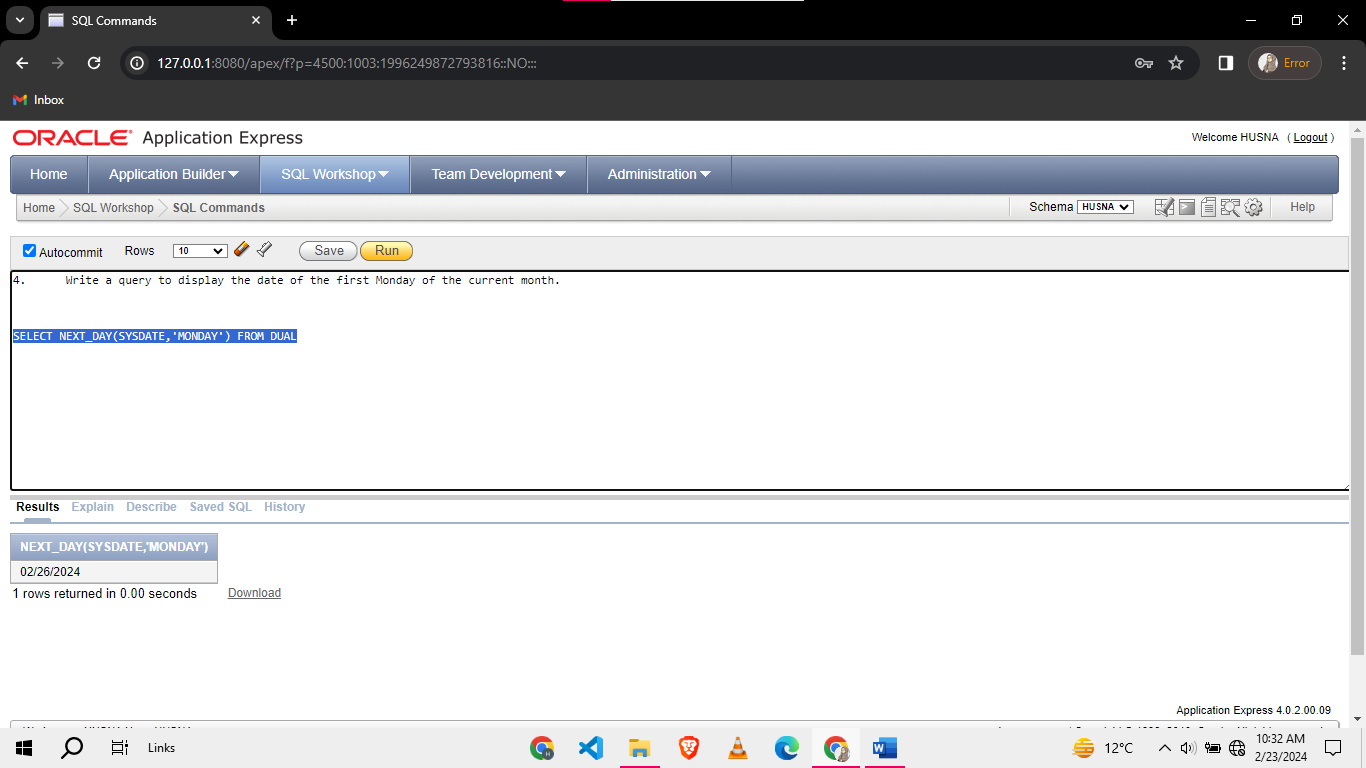 SQL Commands
127.0.0.1:8080/apex/f?p=4500:1003:1996249872793816::NO:::
Error
Inbox
ORACLE Application Express
Welcome HUSNA ( Logout )
Home Application Builder SQL Workshop Team Development Administration
Home SQL Workshop SQL Commands Schema HUSNA Help
Autocommit Rows 10 Save Run
4. Write a query to display the date of the first Monday of the current month.
SELECT NEXT_DAY(SYSDATE,'MONDAY') FROM DUAL
Results Explain Describe Saved SQL History
NEXT_DAY(SYSDATE,'MONDAY')
02/26/2024
1 rows returned in 0.00 seconds Download
Application Express 4.0.2.00.09
Links
12°C
10:32 AM
2/23/2024